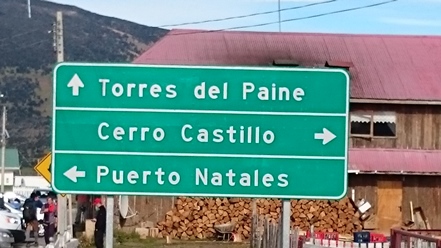 Torres del Paine
Cerro Castillo
Puerto Natales